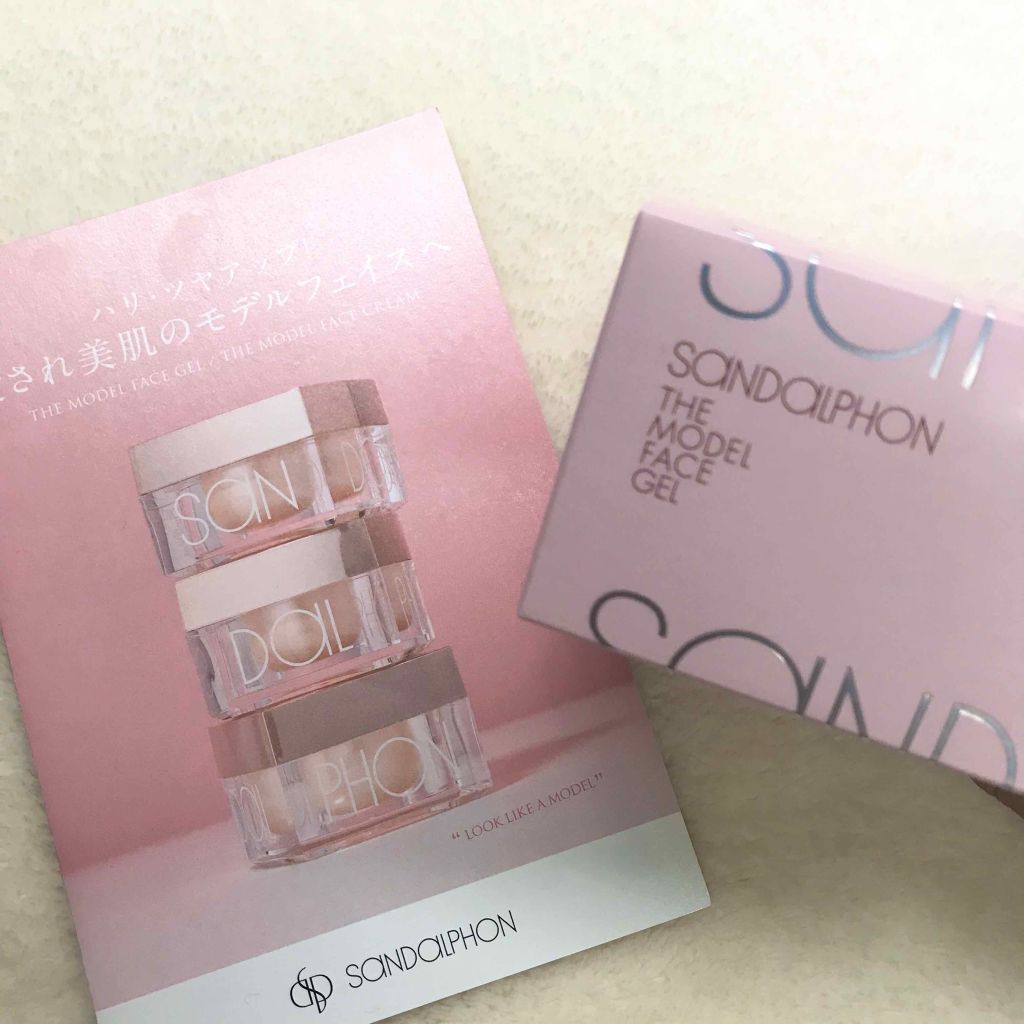 ハリ・ツヤアップ!
され美肌のモデルフェイスへ
THE MODEL FACE GEL / THE MODEL FACE CREAM
SANDALPHON
THE
MODEL
FACE
GEL
SAN
SAN
DAL
PHON
"LOOK LIKE A MODEL"
SANDALPHON